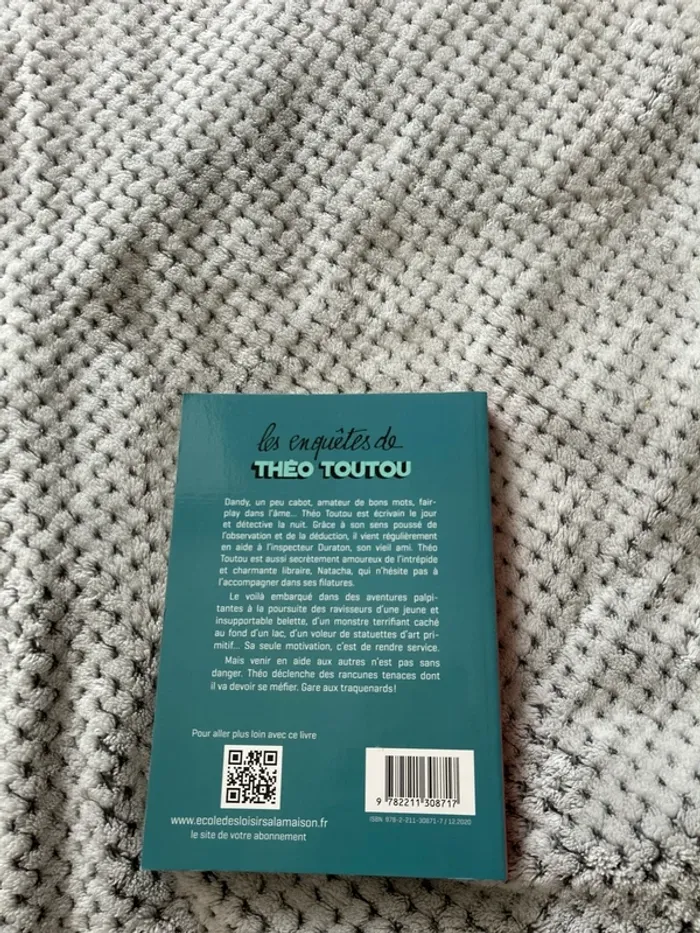 les enquêtes de
THÉO TOUTOU
Dandy, un peu cabot, amateur de bons mots, fair-
play dans l'âme... Théo Toutou est écrivain le jour
et détective la nuit. Grâce à son sens poussé de
l'observation et de la déduction, il vient régulièrement
en aide à l'inspecteur Duraton, son vieil ami. Théo
Toutou est aussi secrètement amoureux de l'intrépide
et charmante libraire, Natacha, qui n'hésite pas à
l'accompagner dans ses filatures.
Le voilà embarqué dans des aventures palpi-
tantes à la poursuite des ravisseurs d'une jeune et
insupportable belette, d'un monstre terrifiant caché
au fond d'un lac, d'un voleur de statuettes d'art pri-
mitif... Sa seule motivation, c'est de rendre service.
Mais venir en aide aux autres n'est pas sans
danger. Théo déclenche des rancunes tenaces dont
il va devoir se méfier. Gare aux traquenards !
Pour aller plus loin avec ce livre
www.ecoledesloisirsalamaison.fr
le site de votre abonnement
9 782211 308717
ISBN 978-2-211-30871-7 / 12.2020